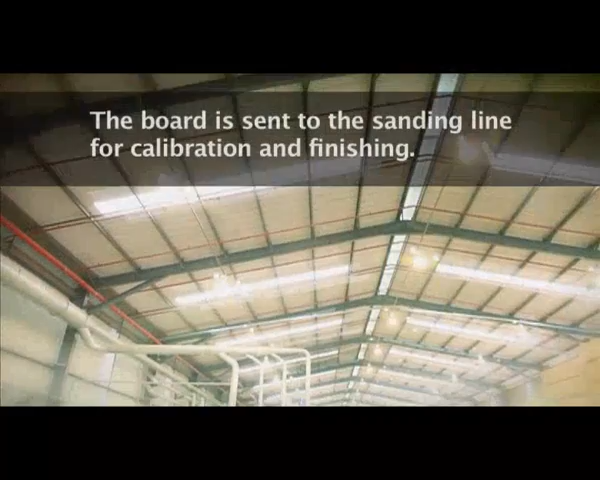 The board is sent to the sanding line
for calibration and finishing.